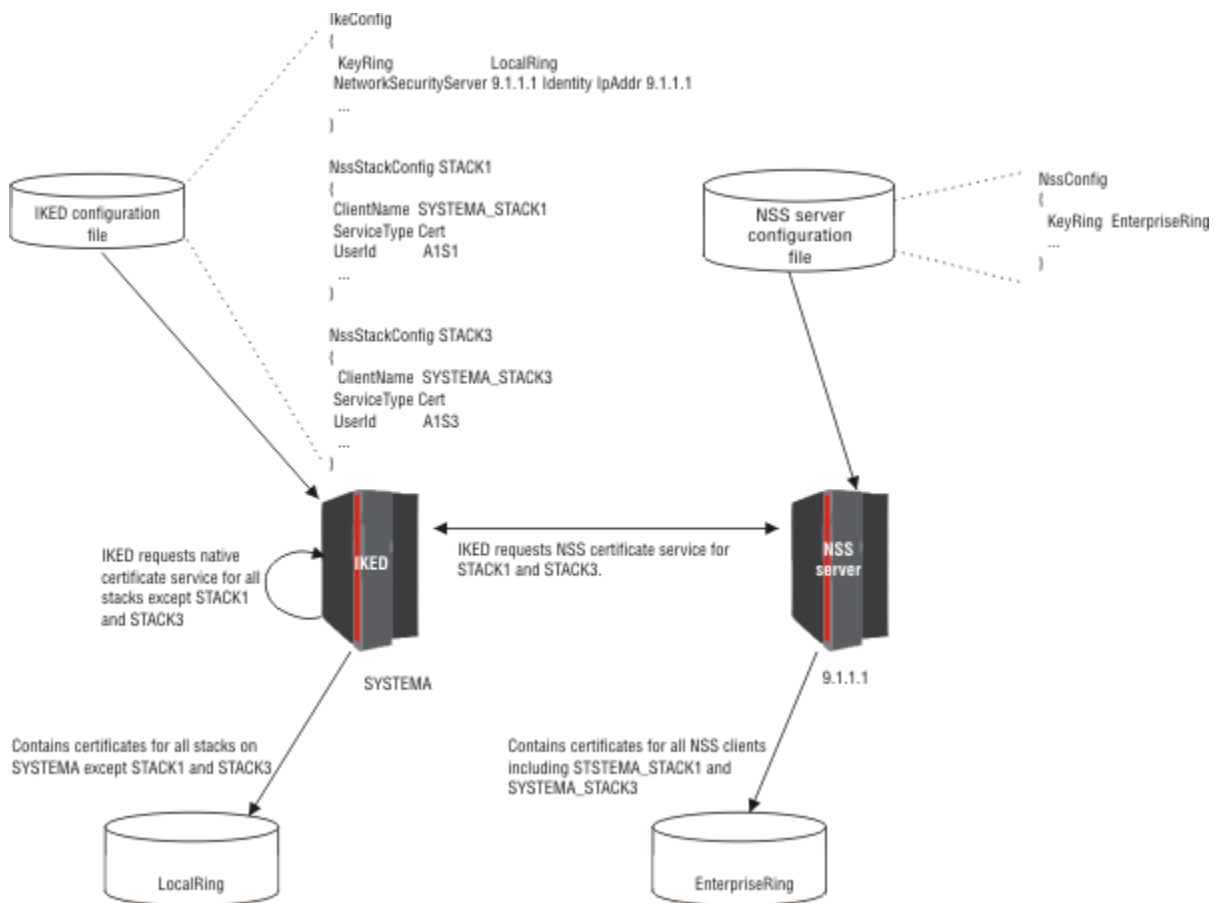 IkeConfig
{
KeyRing LocalRing
NetworkSecurityServer 9.1.1.1 Identity IpAddr 9.1.1.1
...
}
NssStackConfig STACK1
{
ClientName SYSTEMA_STACK1
ServiceType Cert
UserId A1S1
...
}
NssStackConfig STACK3
{
ClientName SYSTEMA_STACK3
ServiceType Cert
UserId A1S3
...
}
IKED configuration
file
NSS server
configuration
file
NssConfig
{
KeyRing EnterpriseRing
...
}
IKED requests native
certificate service for all
stacks except STACK1
and STACK3
IKED
IKED requests NSS certificate service for
STACK1 and STACK3.
NSS
server
SYSTEMA
9.1.1.1
Contains certificates for all stacks on
SYSTEMA except STACK1 and STACK3
Contains certificates for all NSS clients
including STSTEMA_STACK1 and
SYSTEMA_STACK3
LocalRing
EnterpriseRing